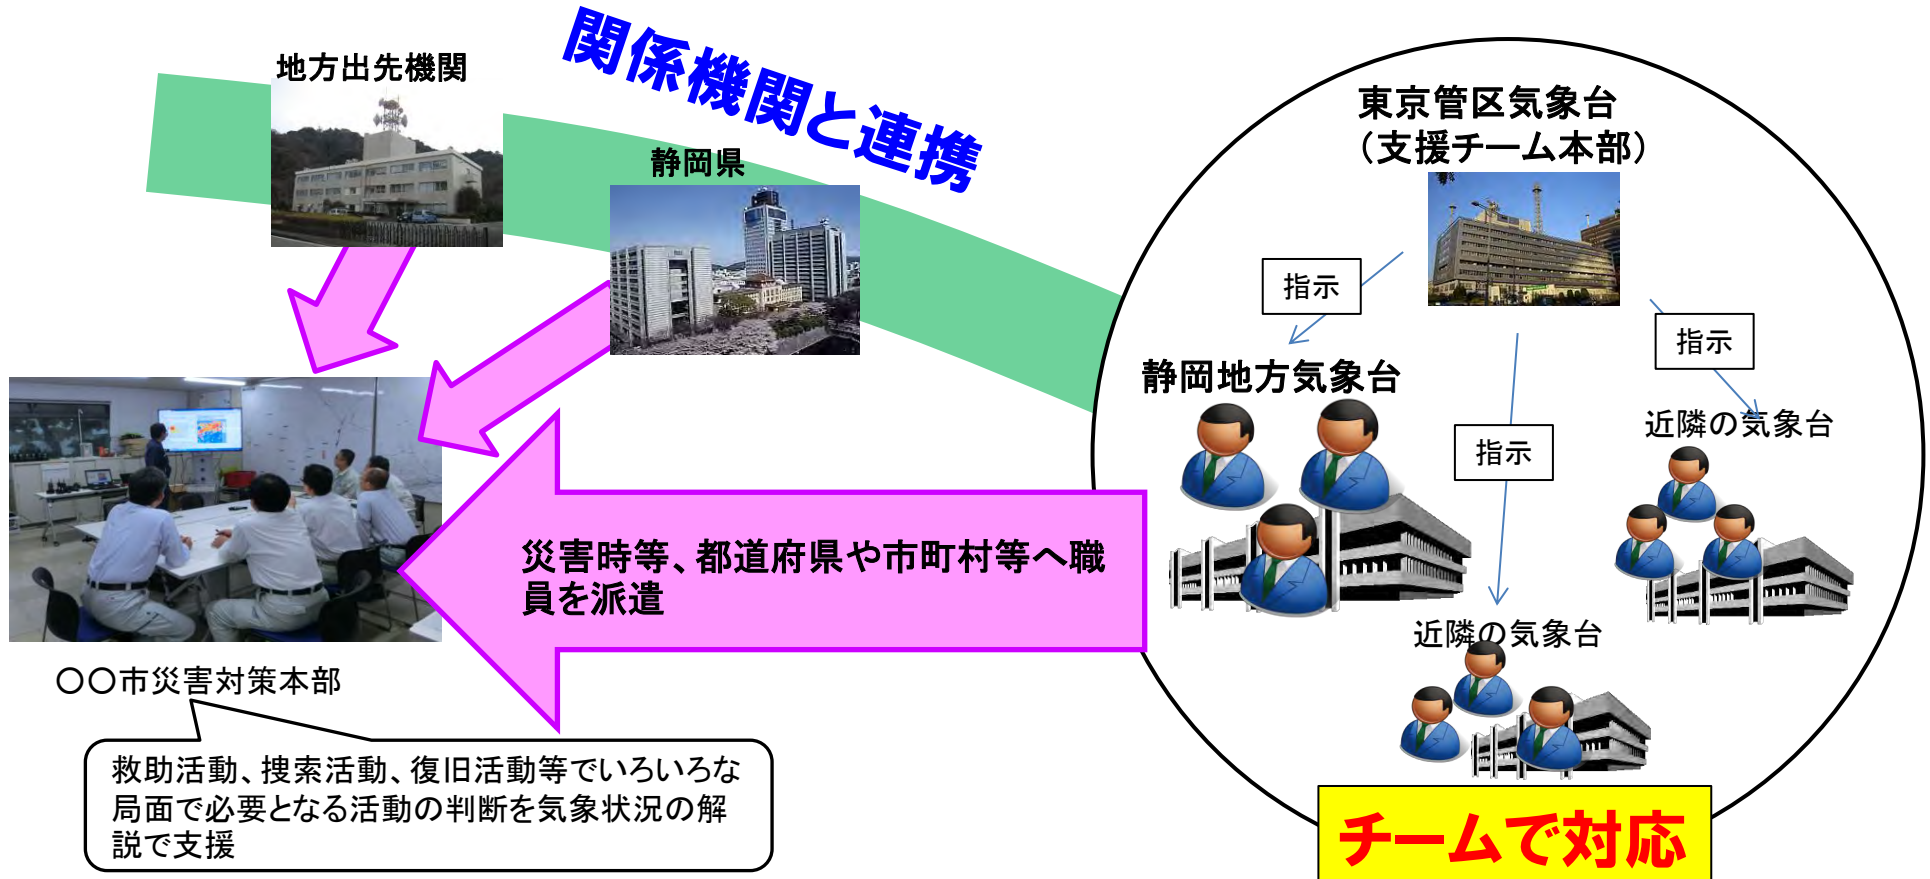 地方出先機関
関係機関と連携
静岡県
東京管区気象台
（支援チーム本部）
指示
指示
静岡地方気象台
指示
近隣の気象台
災害時等、都道府県や市町村等へ職
員を派遣
近隣の気象台
〇〇市災害対策本部
救助活動、捜索活動、復旧活動等でいろいろな
局面で必要となる活動の判断を気象状況の解
説で支援
チームで対応